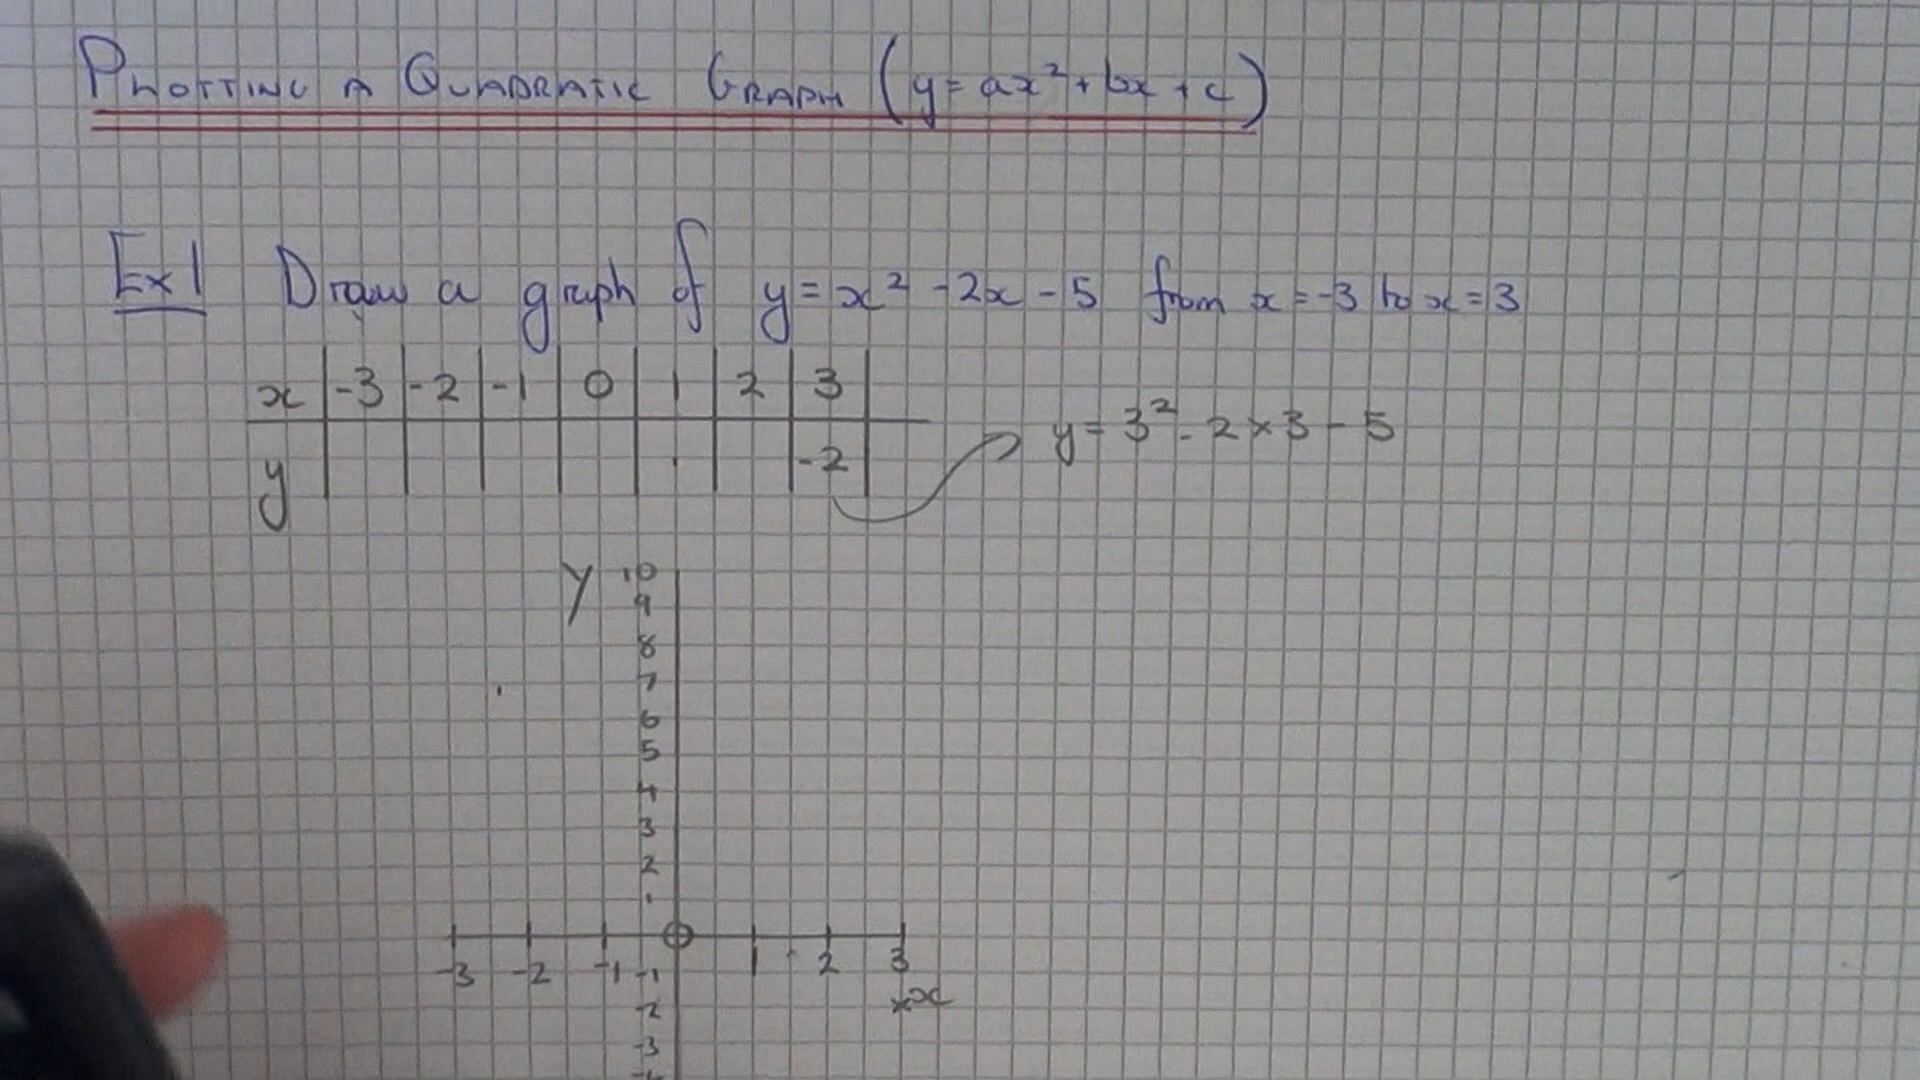 PLOTTING A QUADRATIC GRAPH (y = ax² + bx + c)
Ex 1 Draw a graph of y = x² - 2x - 5 from x = -3 to x = 3
x -3 -2 -1 0 1 2 3
y -2
y = 3² - 2 × 3 - 5
y 10
9
8
7
6
5
4
3
2
1
-3 -2 -1 1 2 3
-1
x
-2
-3